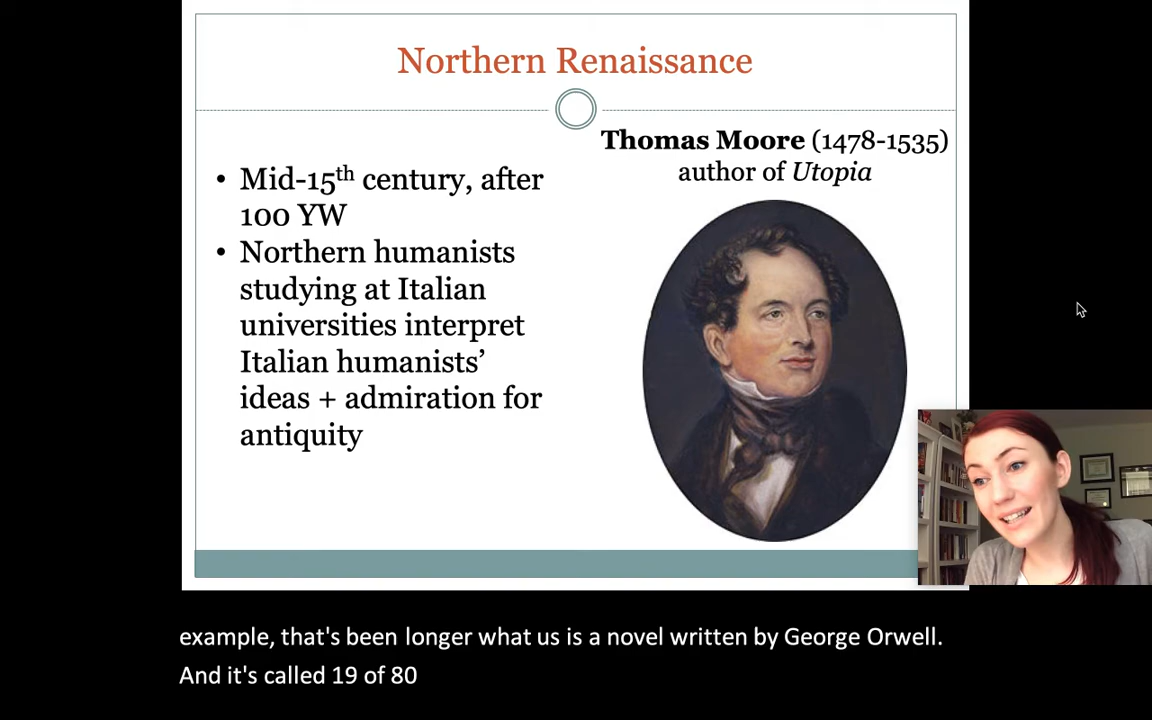 Northern Renaissance
Thomas Moore (1478-1535)
author of Utopia
• Mid-15th century, after
100 YW
• Northern humanists
studying at Italian
universities interpret
Italian humanists’
ideas + admiration for
antiquity
example, that's been longer what us is a novel written by George Orwell.
And it's called 19 of 80